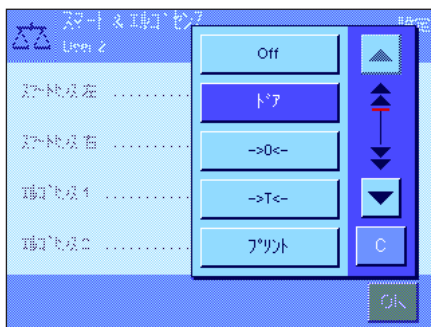 スマート & エルゴセンス
User 2
スマートセンス 左 ..........
スマートセンス 右 ..........
エルゴセンス 1 ..........
エルゴセンス 2 ..........
Off
ドア
->0<-
->T<-
プリント
C
OK